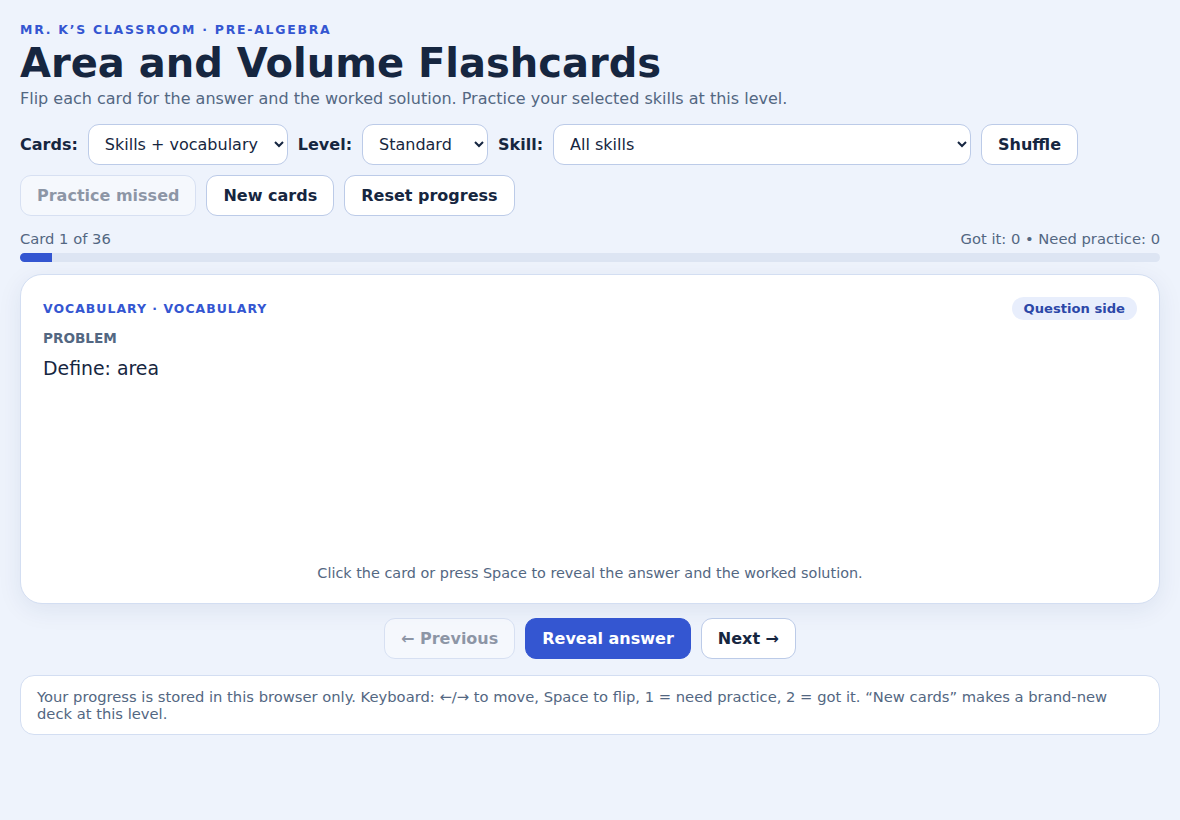 MR. K’S CLASSROOM · PRE-ALGEBRA
Area and Volume Flashcards
Flip each card for the answer and the worked solution. Practice your selected skills at this level.
Cards: Skills + vocabulary Level: Standard Skill: All skills Shuffle
Practice missed New cards Reset progress
Card 1 of 36 Got it: 0 • Need practice: 0
VOCABULARY · VOCABULARY Question side
PROBLEM
Define: area
Click the card or press Space to reveal the answer and the worked solution.
← Previous Reveal answer Next →
Your progress is stored in this browser only. Keyboard: ←/→ to move, Space to flip, 1 = need practice, 2 = got it. “New cards” makes a brand-new
deck at this level.